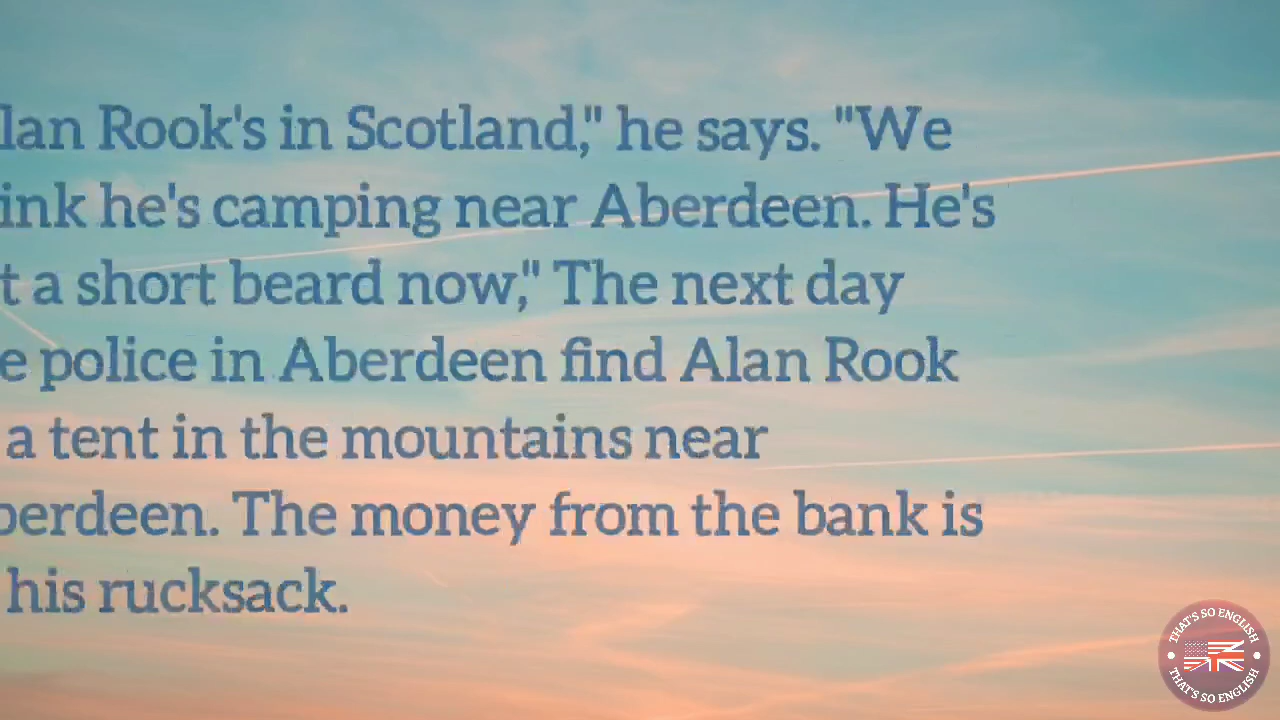 lan Rook's in Scotland," he says. "We
ink he's camping near Aberdeen. He's
t a short beard now," The next day
e police in Aberdeen find Alan Rook
a tent in the mountains near
berdeen. The money from the bank is
his rucksack.
THAT'S SO ENGLISH
THAT'S SO ENGLISH